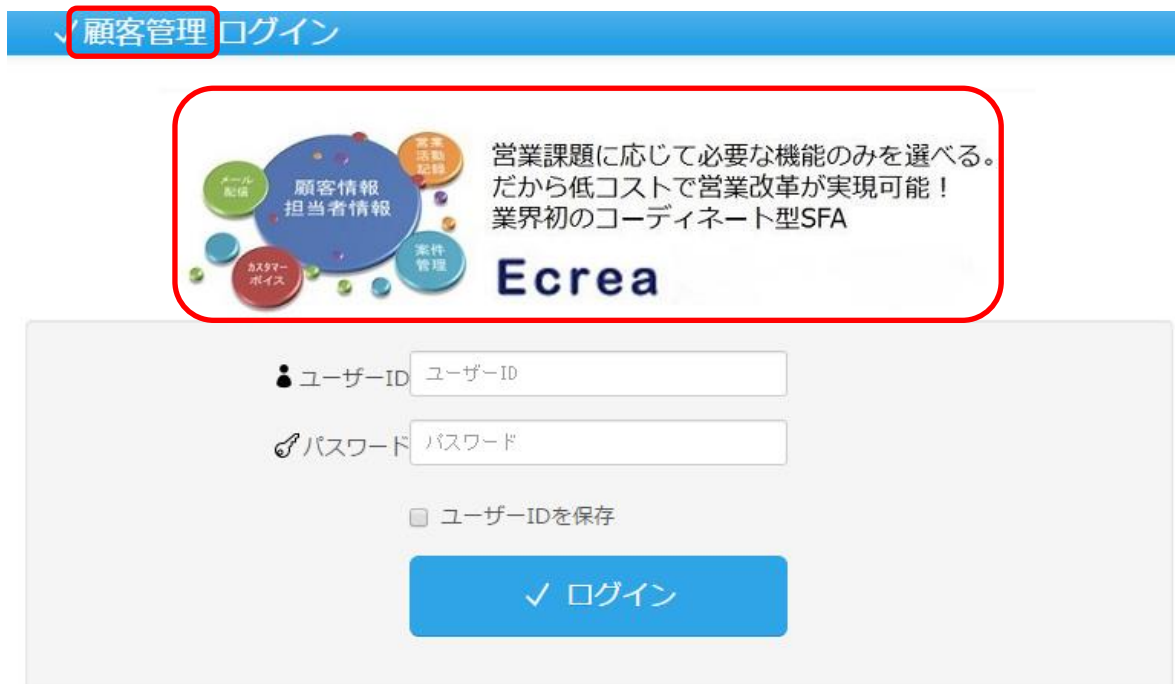 ✓顧客管理 ログイン
営業
活動
記録
メール
配信
顧客情報
担当者情報
案件
管理
カスタマー
ボイス
営業課題に応じて必要な機能のみを選べる。
だから低コストで営業改革が実現可能！
業界初のコーディネート型SFA
Ecrea
ユーザーID ユーザーID
パスワード パスワード
ユーザーIDを保存
✓ ログイン